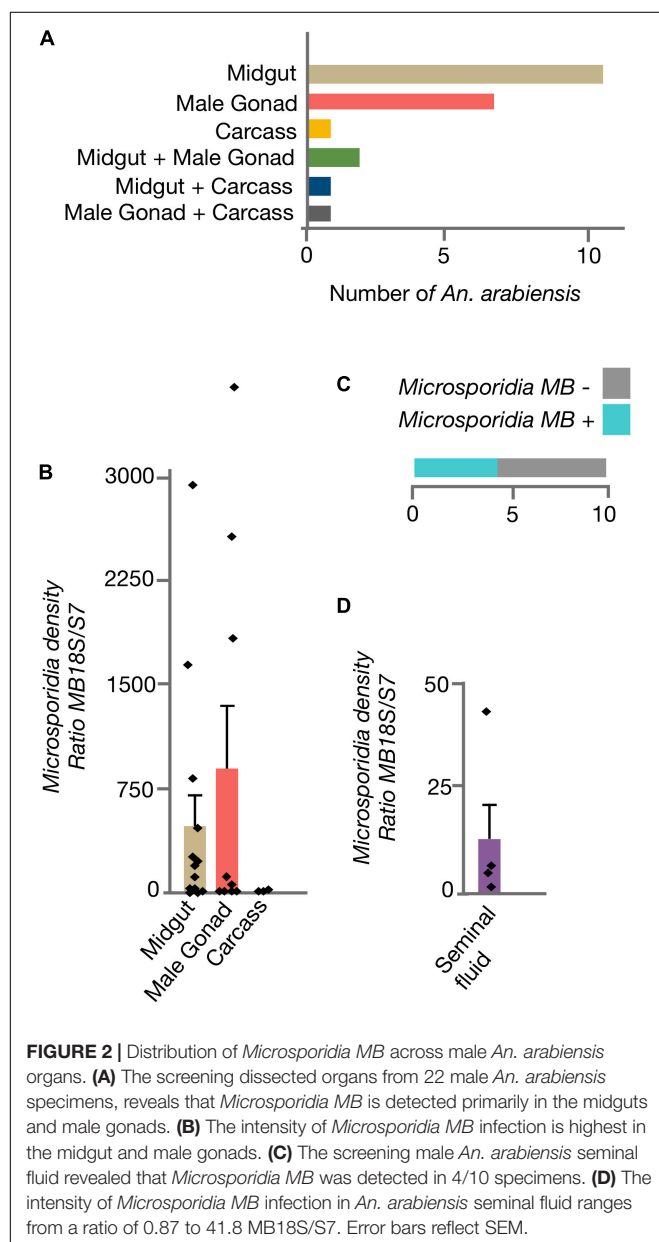 A
Midgut
Male Gonad
Carcass
Midgut + Male Gonad
Midgut + Carcass
Male Gonad + Carcass
0 5 10
Number of An. arabiensis
C
Microsporidia MB -
Microsporidia MB +
0 5 10
B
Microsporidia density
Ratio MB18S/S7
3000
2250
1500
750
0
Midgut
Male Gonad
Carcass
D
Microsporidia density
Ratio MB18S/S7
50
25
0
Seminal
fluid
FIGURE 2 | Distribution of Microsporidia MB across male An. arabiensis
organs. (A) The screening dissected organs from 22 male An. arabiensis
specimens, reveals that Microsporidia MB is detected primarily in the midguts
and male gonads. (B) The intensity of Microsporidia MB infection is highest in
the midgut and male gonads. (C) The screening male An. arabiensis seminal
fluid revealed that Microsporidia MB was detected in 4/10 specimens. (D) The
intensity of Microsporidia MB infection in An. arabiensis seminal fluid ranges
from a ratio of 0.87 to 41.8 MB18S/S7. Error bars reflect SEM.